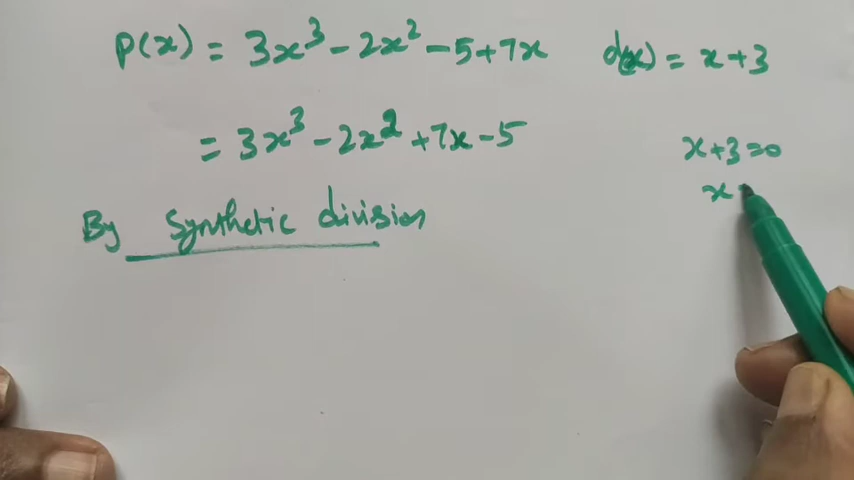 p(x) = 3x³ - 2x² - 5 + 7x d(x) = x + 3
= 3x³ - 2x² + 7x - 5
x + 3 = 0
x =
By Synthetic division